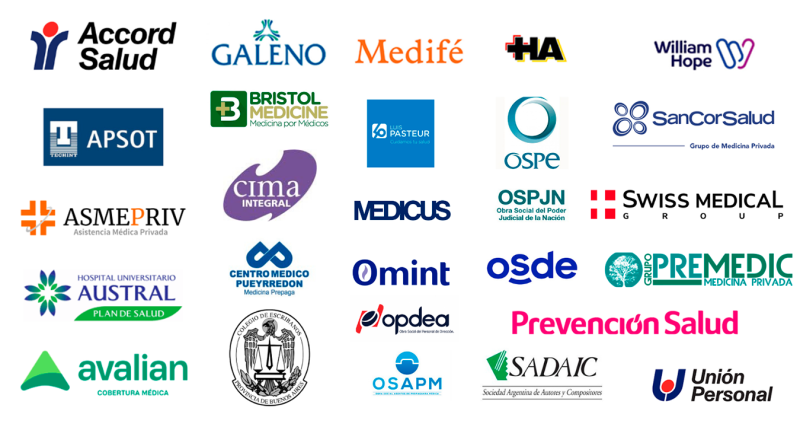 Accord
Salud
GALENO
Medifé
HA
William
Hope
TECHINT
APSOT
B
BRISTOL
MEDICINE
Medicina por Médicos
LUIS
PASTEUR
OSPe
SanCorSalud
Grupo de Medicina Privada
ASMEPRIV
Asistencia Médica Privada
cima
INTEGRAL
MEDICUS
OSPJN
Obra Social del Poder
Judicial de la Nación
SWISS MEDICAL
GROUP
HOSPITAL UNIVERSITARIO
AUSTRAL
PLAN DE SALUD
CENTRO MEDICO
PUEYRREDON
Medicina Prepaga
Omint
osde
GRUPO
PREMEDIC
MEDICINA PRIVADA
avalian
COBERTURA MÉDICA
COLEGIO DE ESCRIBANOS
PROVINCIA DE BUENOS AIRES
opdea
OSAPM
Prevención Salud
SADAIC
Sociedad Argentina de Autores y Compositores
Unión
Personal